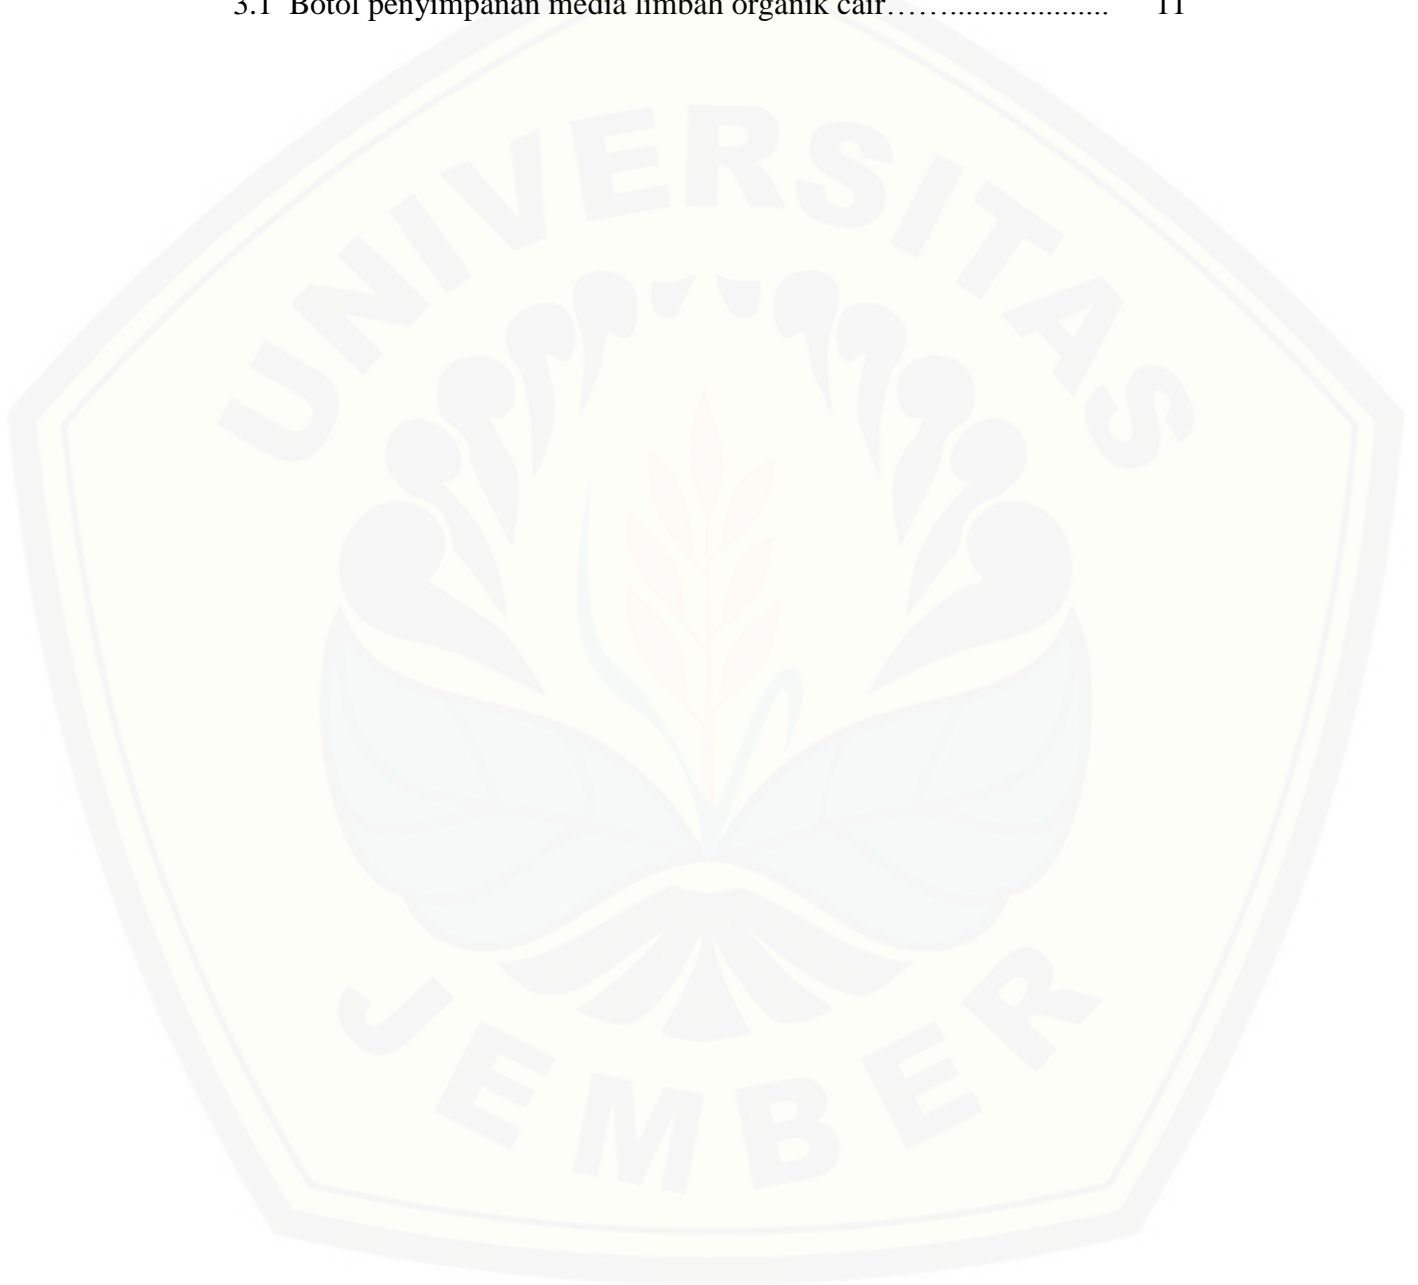 3.1 Botol penyimpanan media limbah organik cair…….................... 11
UNIVERSITAS
JEMBER